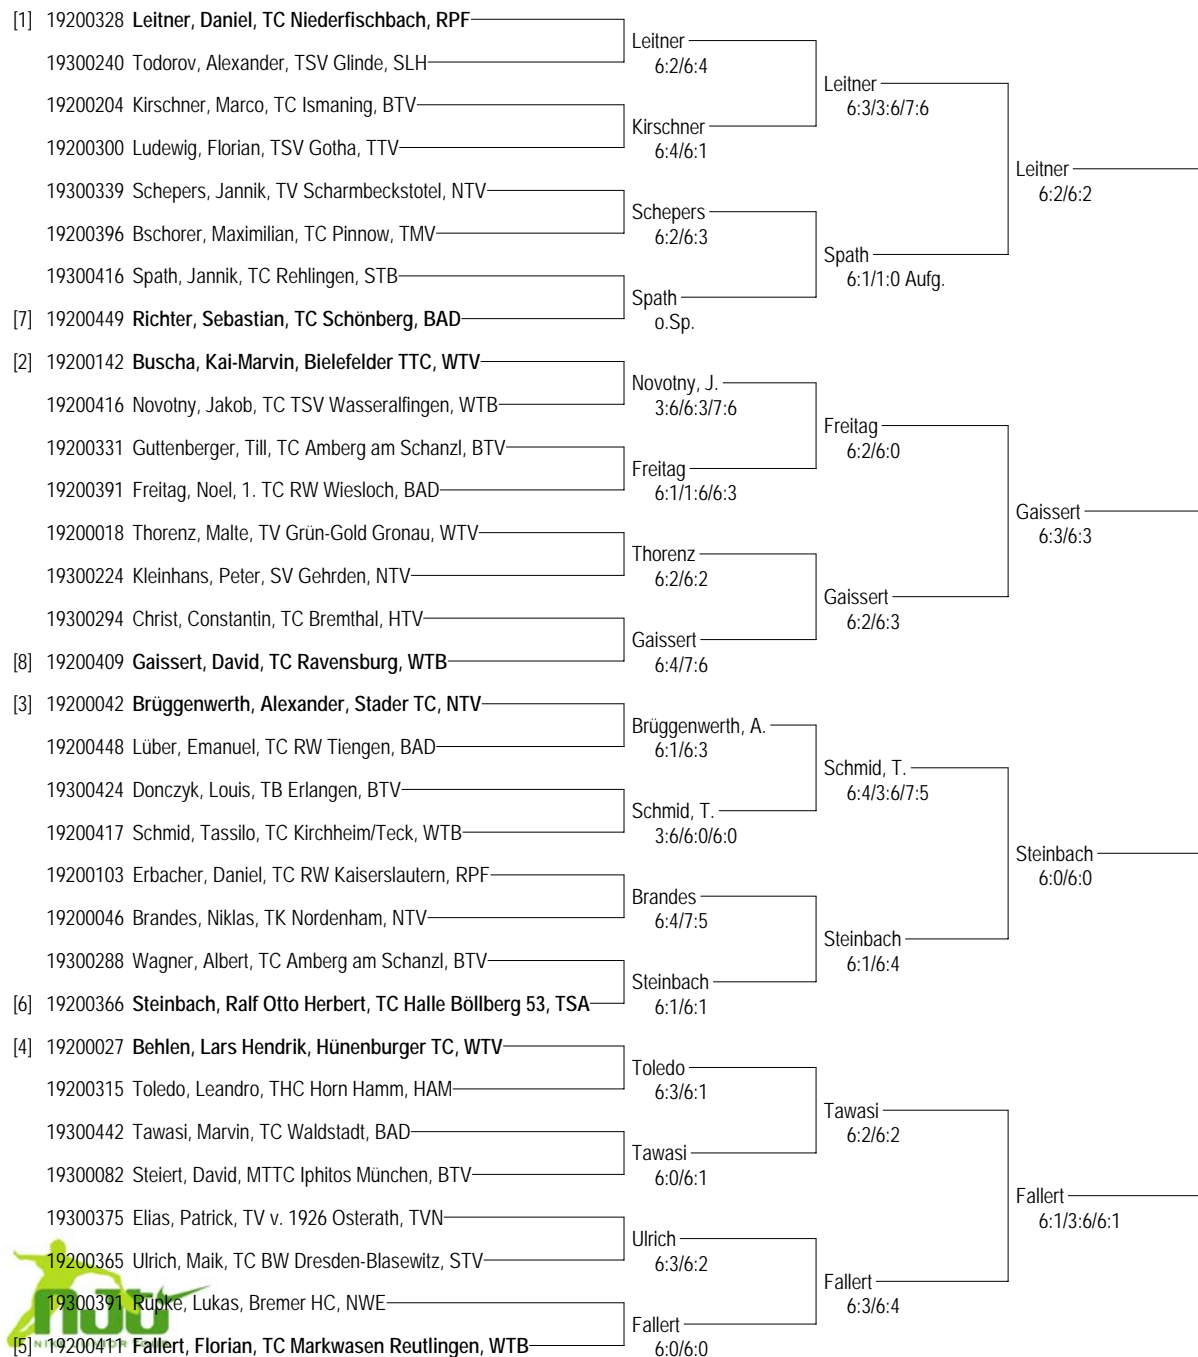 [1] 19200328 Leitner, Daniel, TC Niederfischbach, RPF
Leitner
6:2/6:4
19300240 Todorov, Alexander, TSV Glinde, SLH
Leitner
6:3/3:6/7:6
19200204 Kirschner, Marco, TC Ismaning, BTV
Kirschner
6:4/6:1
19200300 Ludewig, Florian, TSV Gotha, TTV
Leitner
6:2/6:2
19300339 Schepers, Jannik, TV Scharmbeckstotel, NTV
Schepers
6:2/6:3
19200396 Bschorer, Maximilian, TC Pinnow, TMV
Spath
6:1/1:0 Aufg.
19300416 Spath, Jannik, TC Rehlingen, STB
Spath
o.Sp.
[7] 19200449 Richter, Sebastian, TC Schönberg, BAD
[2] 19200142 Buscha, Kai-Marvin, Bielefelder TTC, WTV
Novotny, J.
3:6/6:3/7:6
19200416 Novotny, Jakob, TC TSV Wasseralfingen, WTB
Freitag
6:2/6:0
19200331 Guttenberger, Till, TC Amberg am Schanzl, BTV
Freitag
6:1/1:6/6:3
19200391 Freitag, Noel, 1. TC RW Wiesloch, BAD
Gaissert
6:3/6:3
19200018 Thorenz, Malte, TV Grün-Gold Gronau, WTV
Thorenz
6:2/6:2
19300224 Kleinhans, Peter, SV Gehrden, NTV
Gaissert
6:2/6:3
19300294 Christ, Constantin, TC Bremthal, HTV
Gaissert
6:4/7:6
[8] 19200409 Gaissert, David, TC Ravensburg, WTB
[3] 19200042 Brüggenwerth, Alexander, Stader TC, NTV
Brüggenwerth, A.
6:1/6:3
19200448 Lüber, Emanuel, TC RW Tiengen, BAD
Schmid, T.
6:4/3:6/7:5
19300424 Donczyk, Louis, TB Erlangen, BTV
Schmid, T.
3:6/6:0/6:0
19200417 Schmid, Tassilo, TC Kirchheim/Teck, WTB
Steinbach
6:0/6:0
19200103 Erbacher, Daniel, TC RW Kaiserslautern, RPF
Brandes
6:4/7:5
19200046 Brandes, Niklas, TK Nordenham, NTV
Steinbach
6:1/6:4
19300288 Wagner, Albert, TC Amberg am Schanzl, BTV
Steinbach
6:1/6:1
[6] 19200366 Steinbach, Ralf Otto Herbert, TC Halle Böllberg 53, TSA
[4] 19200027 Behlen, Lars Hendrik, Hünenburger TC, WTV
Toledo
6:3/6:1
19200315 Toledo, Leandro, THC Horn Hamm, HAM
Tawasi
6:2/6:2
19300442 Tawasi, Marvin, TC Waldstadt, BAD
Tawasi
6:0/6:1
19300082 Steiert, David, MTTC Iphitos München, BTV
Fallert
6:1/3:6/6:1
19300375 Elias, Patrick, TV v. 1926 Osterath, TVN
Ulrich
6:3/6:2
19200365 Ulrich, Maik, TC BW Dresden-Blasewitz, STV
Fallert
6:3/6:4
19300391 Rüpke, Lukas, Bremer HC, NWE
Fallert
6:0/6:0
[5] 19200411 Fallert, Florian, TC Markwasen Reutlingen, WTB